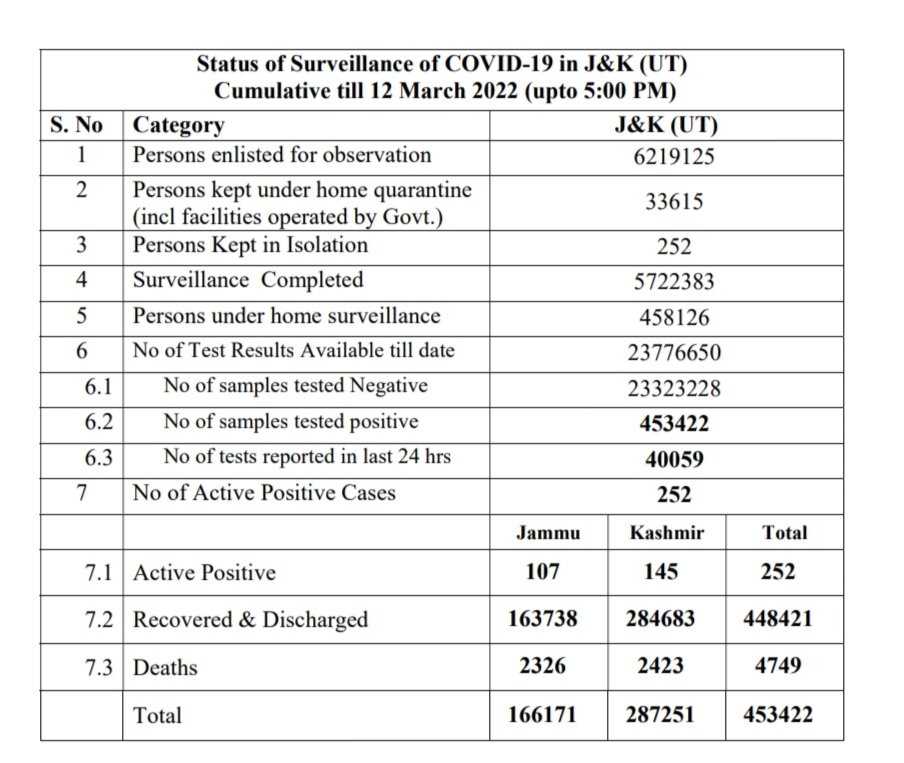 Status of Surveillance of COVID-19 in J&K (UT)
Cumulative till 12 March 2022 (upto 5:00 PM)
S. No Category J&K (UT)
1 Persons enlisted for observation 6219125
2 Persons kept under home quarantine
(incl facilities operated by Govt.) 33615
3 Persons Kept in Isolation 252
4 Surveillance Completed 5722383
5 Persons under home surveillance 458126
6 No of Test Results Available till date 23776650
6.1 No of samples tested Negative 23323228
6.2 No of samples tested positive 453422
6.3 No of tests reported in last 24 hrs 40059
7 No of Active Positive Cases 252
Jammu Kashmir Total
7.1 Active Positive 107 145 252
7.2 Recovered & Discharged 163738 284683 448421
7.3 Deaths 2326 2423 4749
Total 166171 287251 453422